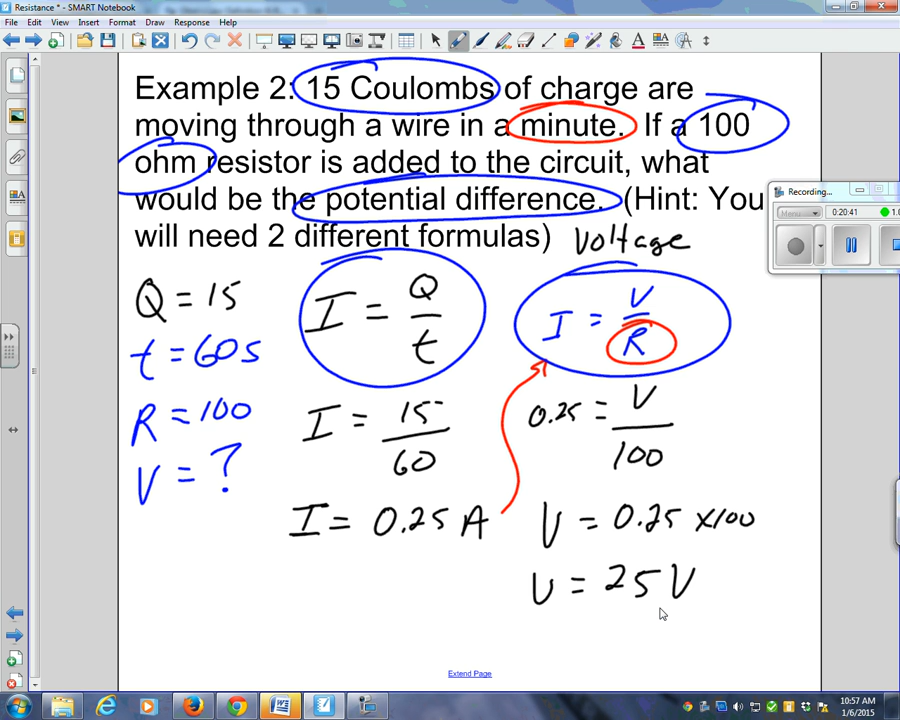 Resistance * - SMART Notebook
File Edit View Insert Format Draw Response Help
Example 2: 15 Coulombs of charge are
moving through a wire in a minute. If a 100
ohm resistor is added to the circuit, what
would be the potential difference. (Hint: You
will need 2 different formulas) Voltage
Recording...
Menu
0:20:41
Q = 15
t = 60s
R = 100
V = ?
I = Q/t
I = 15/60
I = 0.25 A
I = V/R
0.25 = V/100
V = 0.25 x100
V = 25 V
Extend Page
10:57 AM
1/6/2015